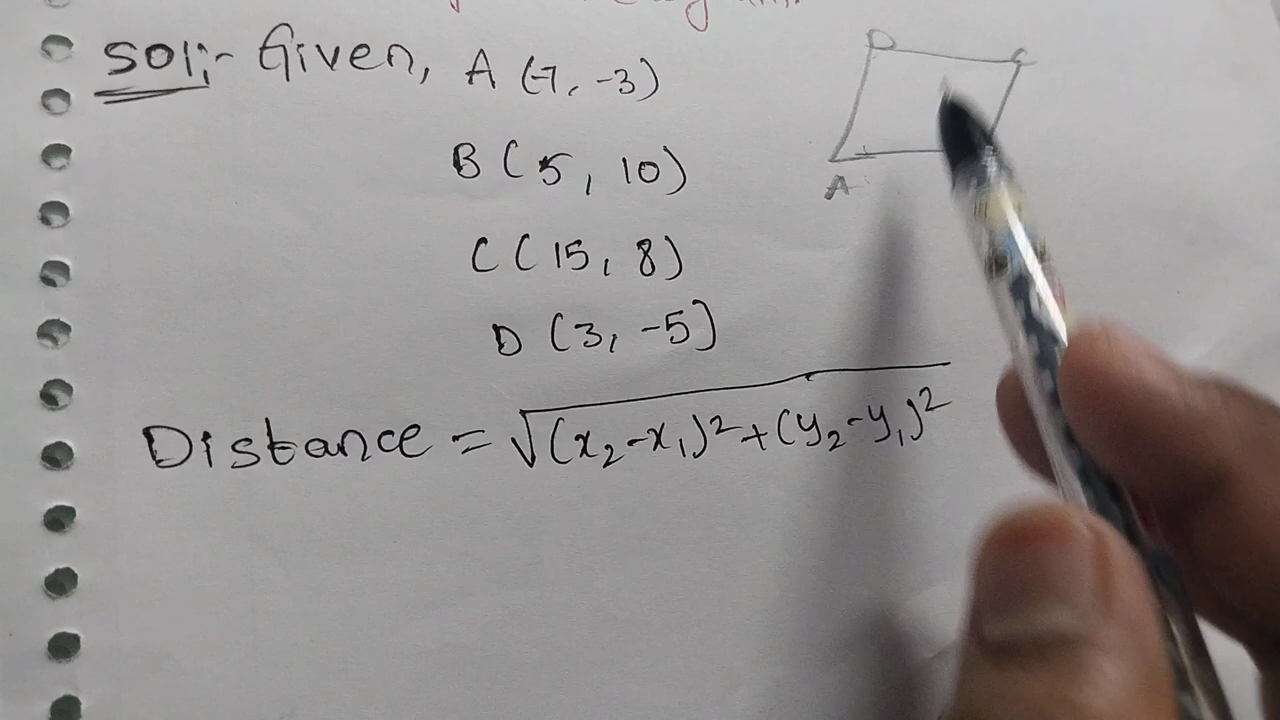 Sol:- Given, A (-7, -3)
B (5, 10)
C (15, 8)
D (3, -5)
Distance = √(x₂-x₁)²+(y₂-y₁)²
D C
A